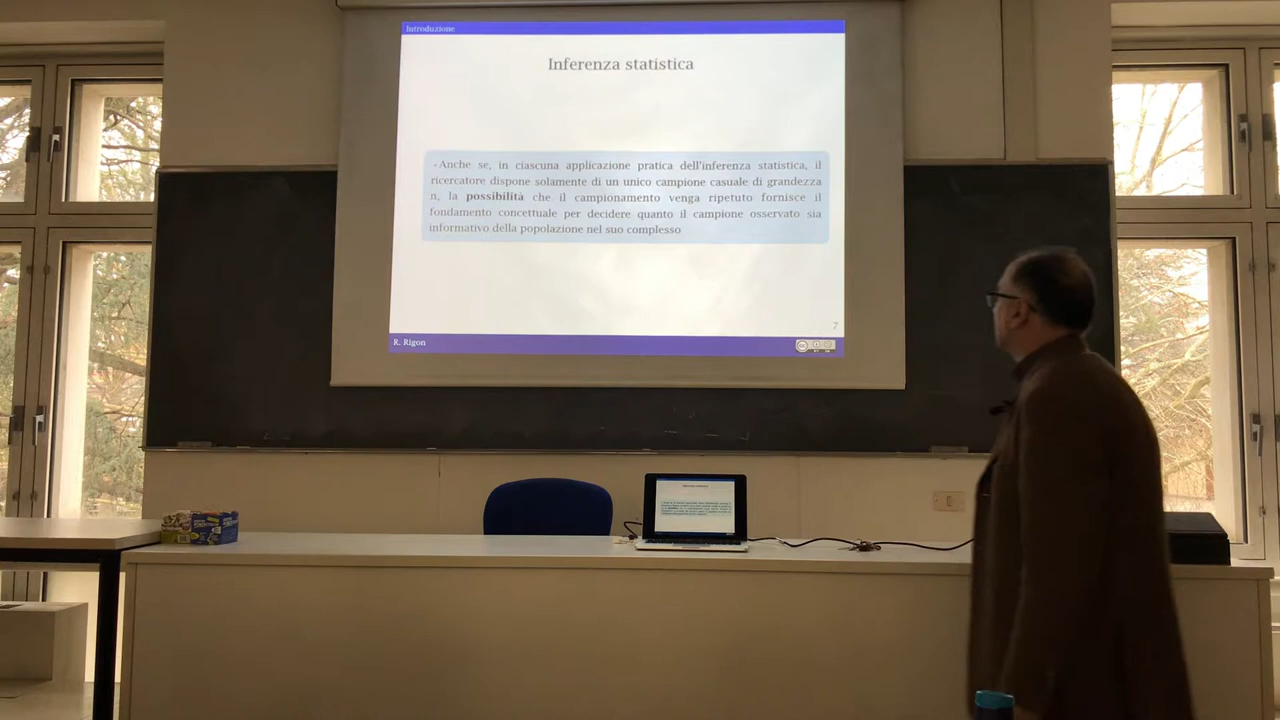 Introduzione
Inferenza statistica
- Anche se, in ciascuna applicazione pratica dell'inferenza statistica, il
ricercatore dispone solamente di un unico campione casuale di grandezza
n, la possibilità che il campionamento venga ripetuto fornisce il
fondamento concettuale per decidere quanto il campione osservato sia
informativo della popolazione nel suo complesso
7
R. Rigon